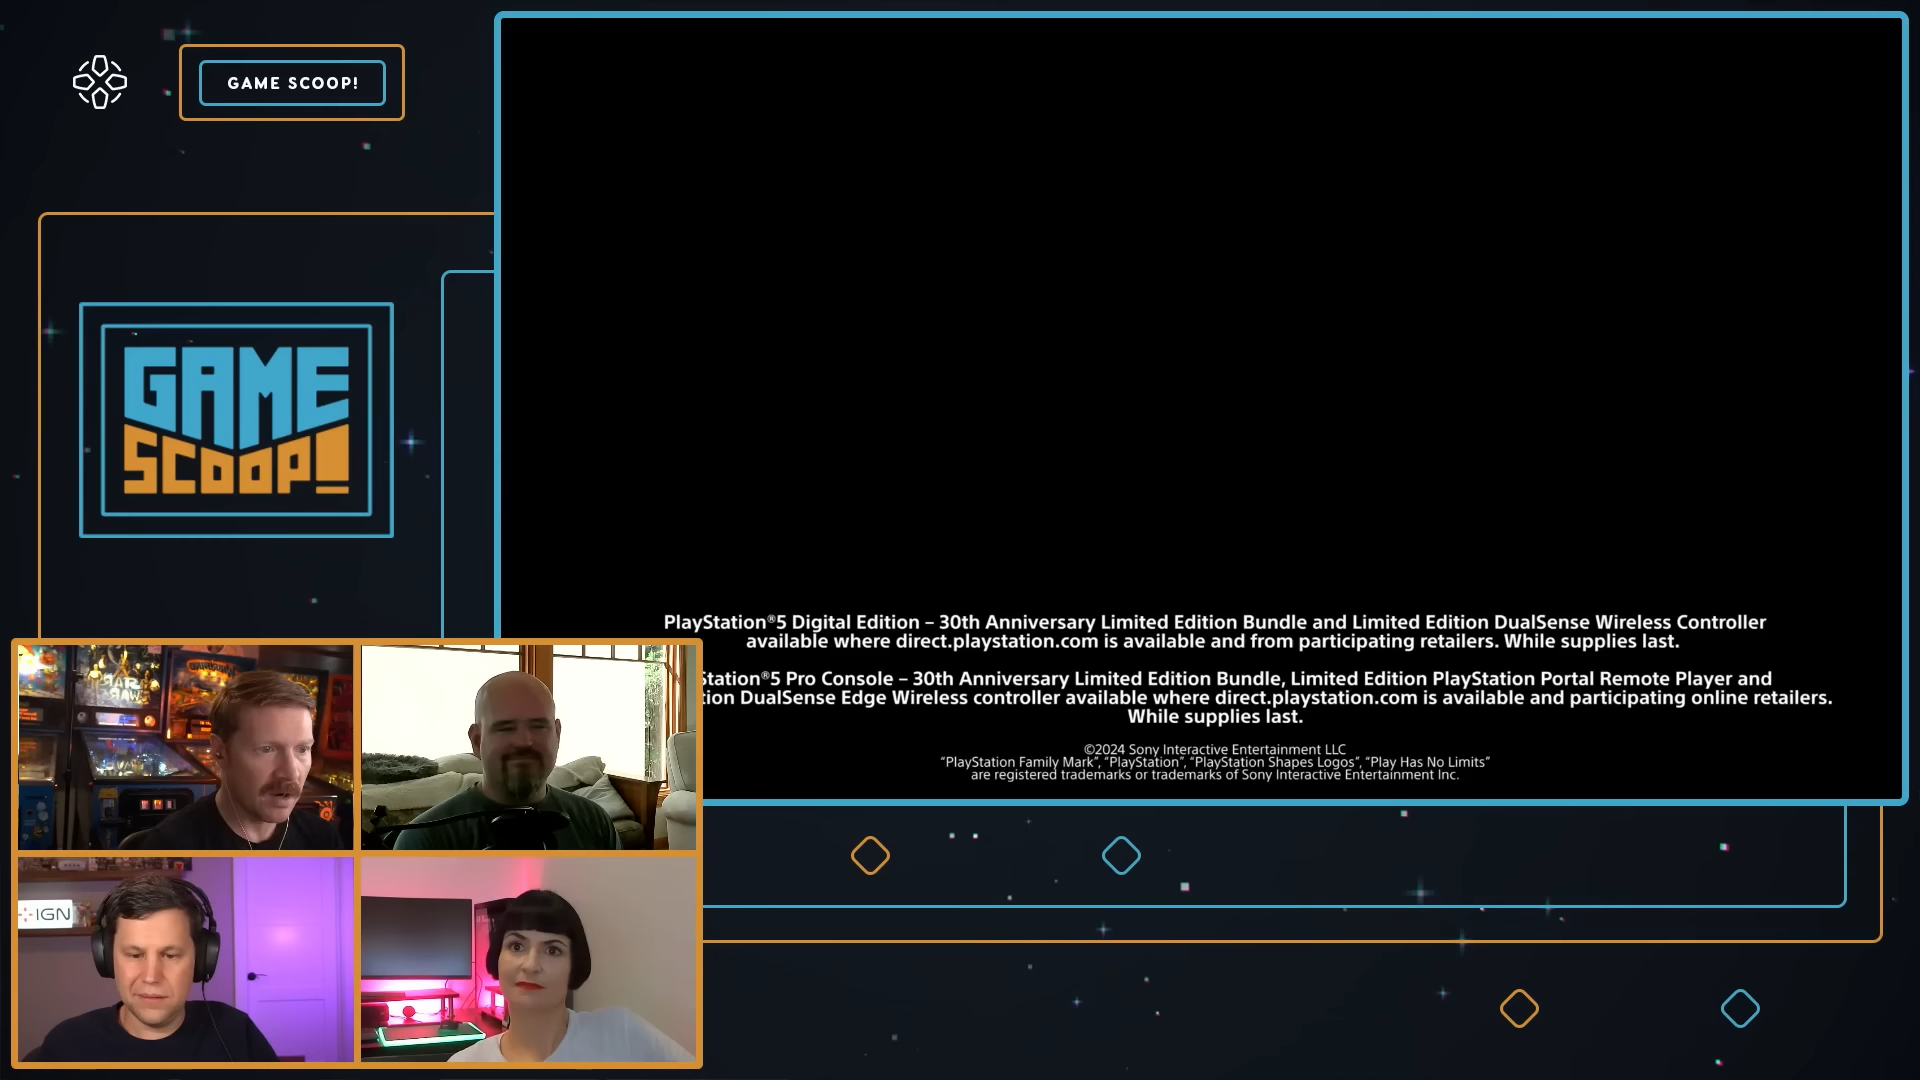 GAME SCOOP!
GAME
SCOOP!
PlayStation®5 Digital Edition – 30th Anniversary Limited Edition Bundle and Limited Edition DualSense Wireless Controller
available where direct.playstation.com is available and from participating retailers. While supplies last.
Station®5 Pro Console – 30th Anniversary Limited Edition Bundle, Limited Edition PlayStation Portal Remote Player and
tion DualSense Edge Wireless controller available where direct.playstation.com is available and participating online retailers.
While supplies last.
©2024 Sony Interactive Entertainment LLC
“PlayStation Family Mark”, “PlayStation”, “PlayStation Shapes Logos”, “Play Has No Limits”
are registered trademarks or trademarks of Sony Interactive Entertainment Inc.
IGN